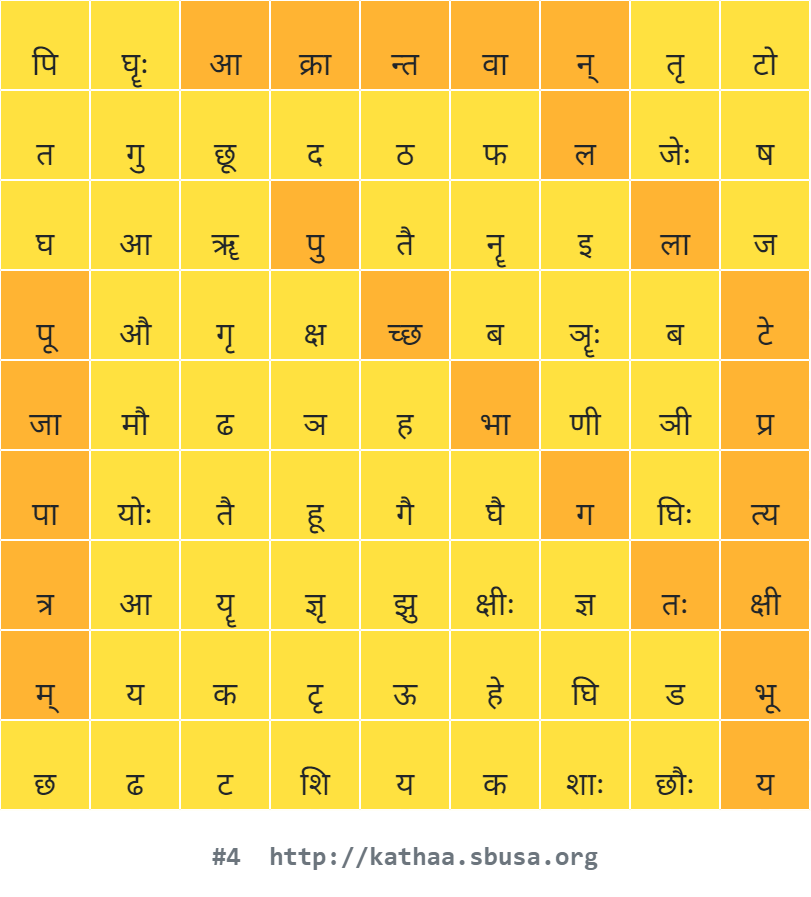 पि घॄः आ क्रा न्त वा न् तृ टो
त गु छू द ठ फ ल जेः ष
घ आ ॠ पु तै नॄ इ ला ज
पू औ गृ क्ष च्छ ब ञॄः ब टे
जा मौ ढ ञ ह भा णी ञी प्र
पा योः तै हू गै घै ग घिः त्य
त्र आ यॄ ज्ञृ झु क्षीः ज्ञ तः क्षी
म् य क टृ ऊ हे घि ड भू
छ ढ ट शि य क शाः छौः य
#4 http://kathaa.sbusa.org